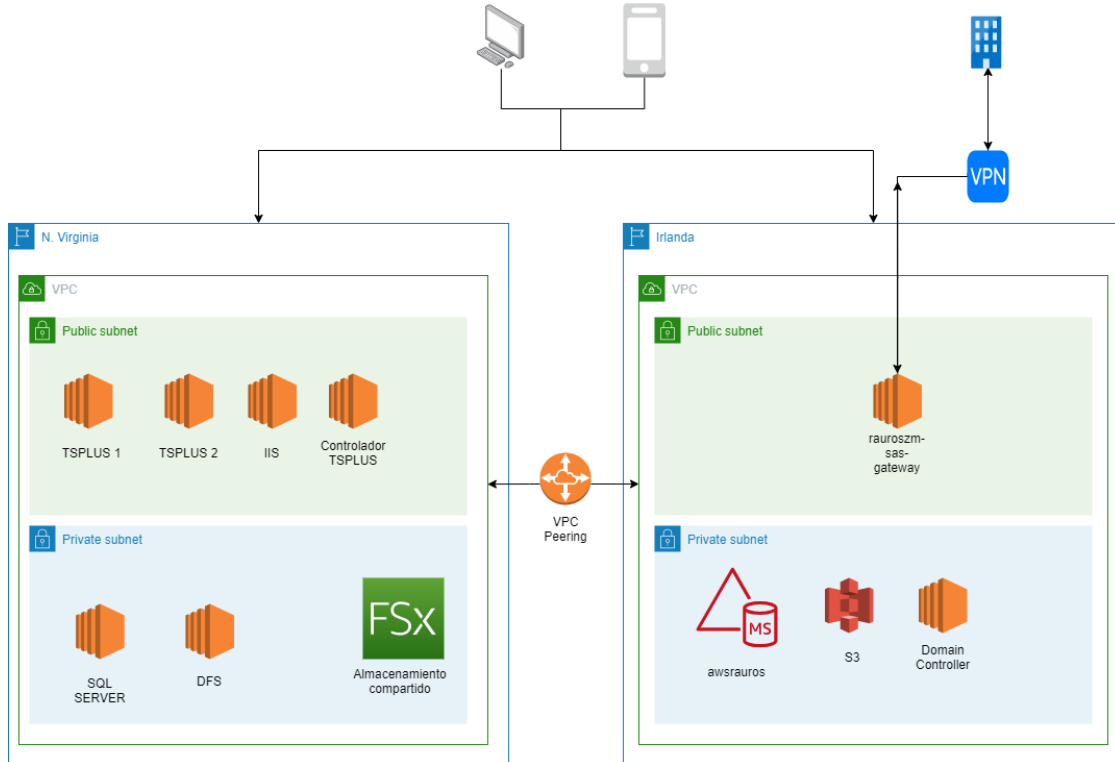 VPN
N. Virginia
VPC
Public subnet
TSPLUS 1
TSPLUS 2
IIS
Controlador
TSPLUS
Private subnet
SQL
SERVER
DFS
FSx
Almacenamiento
compartido
VPC
Peering
Irlanda
VPC
Public subnet
rauroszm-
sas-
gateway
Private subnet
MS
awsrauros
S3
Domain
Controller